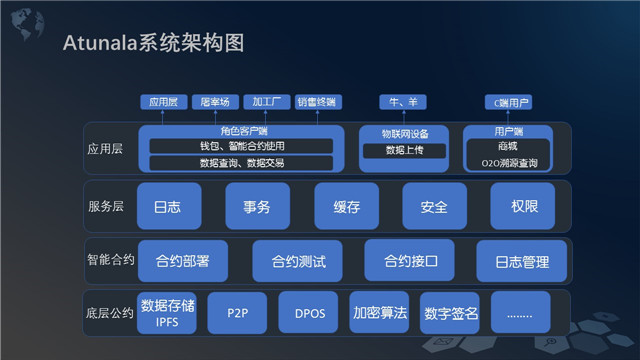 Atunala系统架构图
应用层
屠宰场
加工厂
销售终端
牛、羊
C端用户
应用层
角色客户端
钱包、智能合约使用
数据查询、数据交易
物联网设备
数据上传
用户端
商城
O2O溯源查询
服务层
日志
事务
缓存
安全
权限
智能合约
合约部署
合约测试
合约接口
日志管理
底层公约
数据存储
IPFS
P2P
DPOS
加密算法
数字签名
........